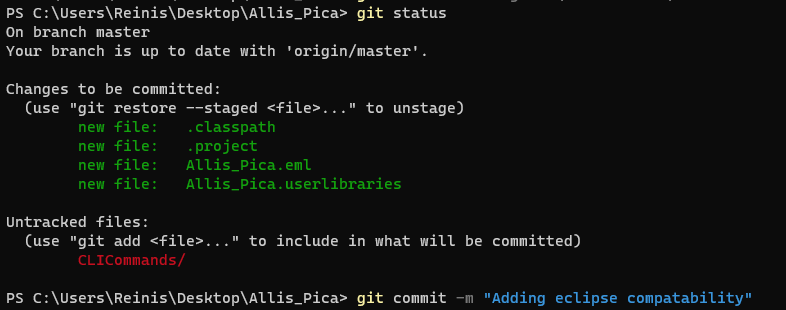 PS C:\Users\Reinis\Desktop\Allis_Pica> git status
On branch master
Your branch is up to date with 'origin/master'.
Changes to be committed:
(use "git restore --staged <file>..." to unstage)
new file: .classpath
new file: .project
new file: Allis_Pica.eml
new file: Allis_Pica.userlibraries
Untracked files:
(use "git add <file>..." to include in what will be committed)
CLICommands/
PS C:\Users\Reinis\Desktop\Allis_Pica> git commit -m "Adding eclipse compatability"